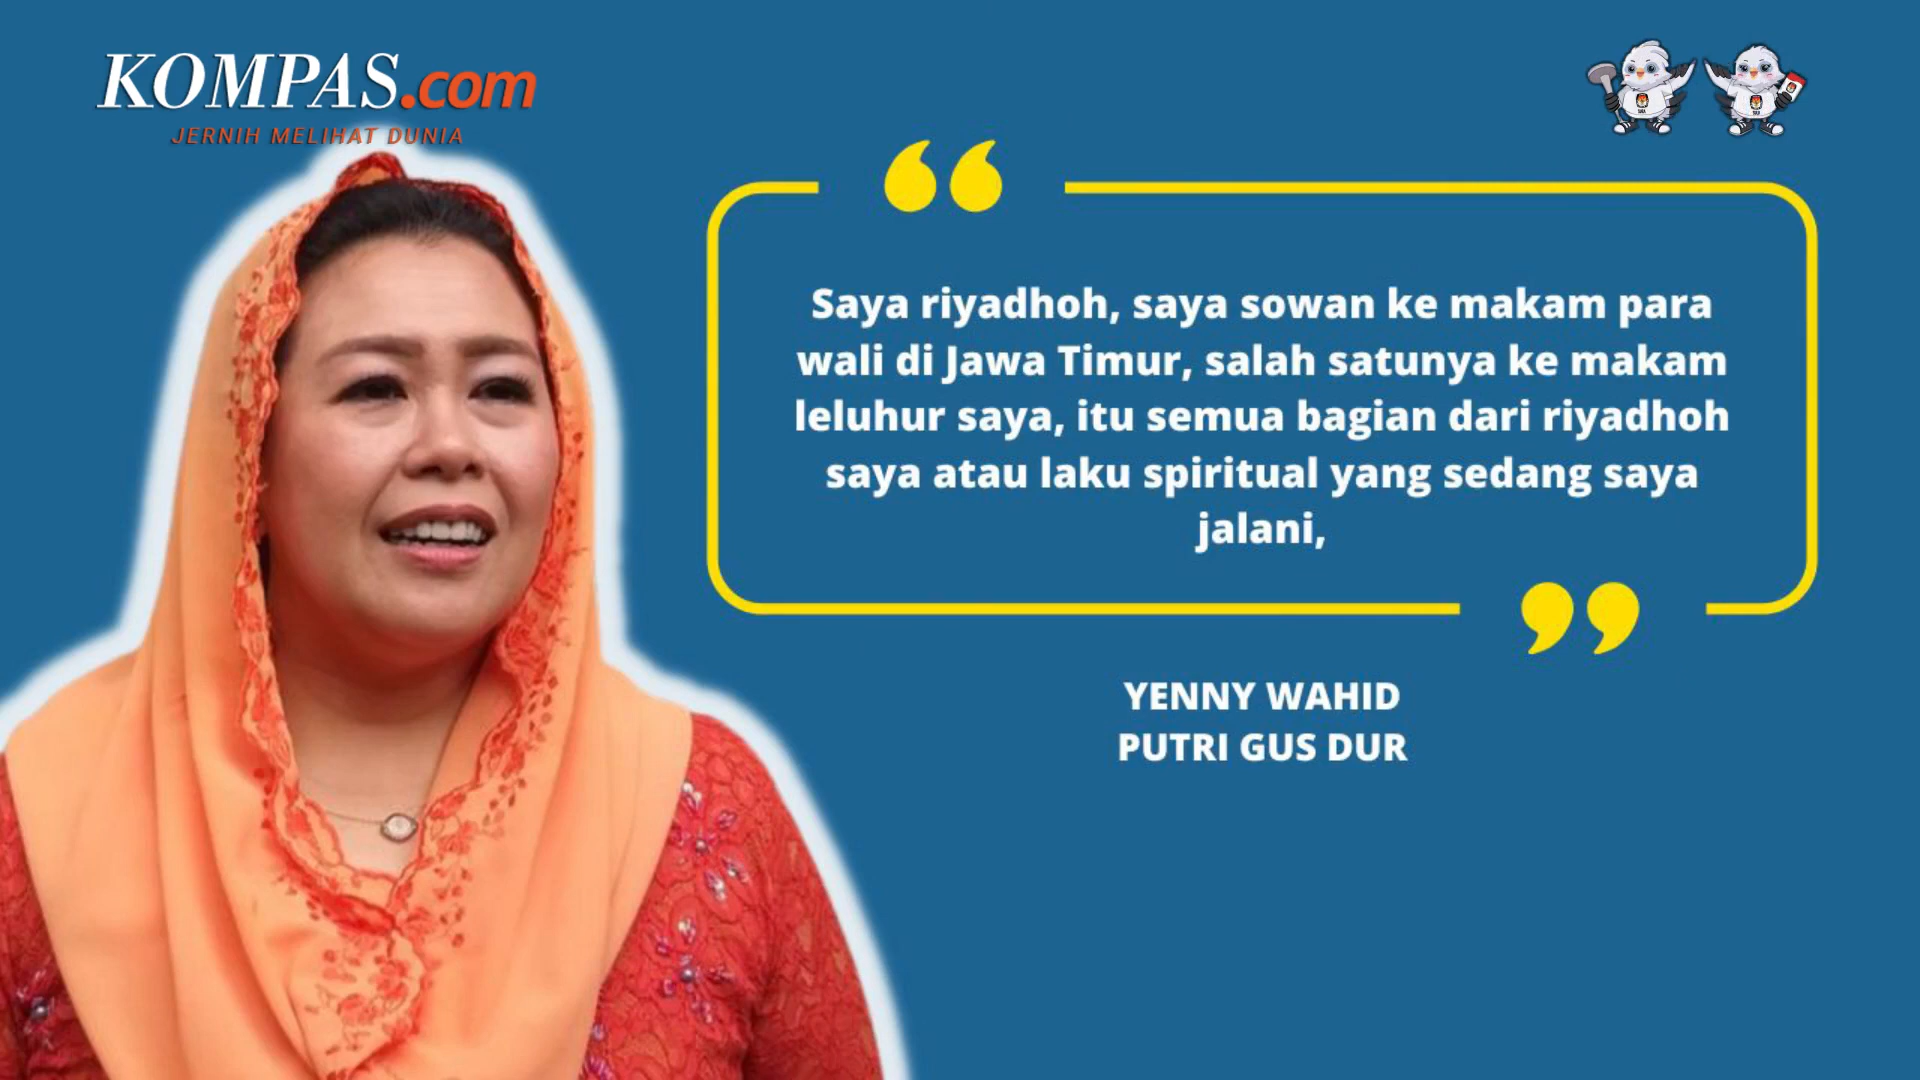 KOMPAS.com
JERNIH MELIHAT DUNIA
Saya riyadhoh, saya sowan ke makam para
wali di Jawa Timur, salah satunya ke makam
leluhur saya, itu semua bagian dari riyadhoh
saya atau laku spiritual yang sedang saya
jalani,
YENNY WAHID
PUTRI GUS DUR